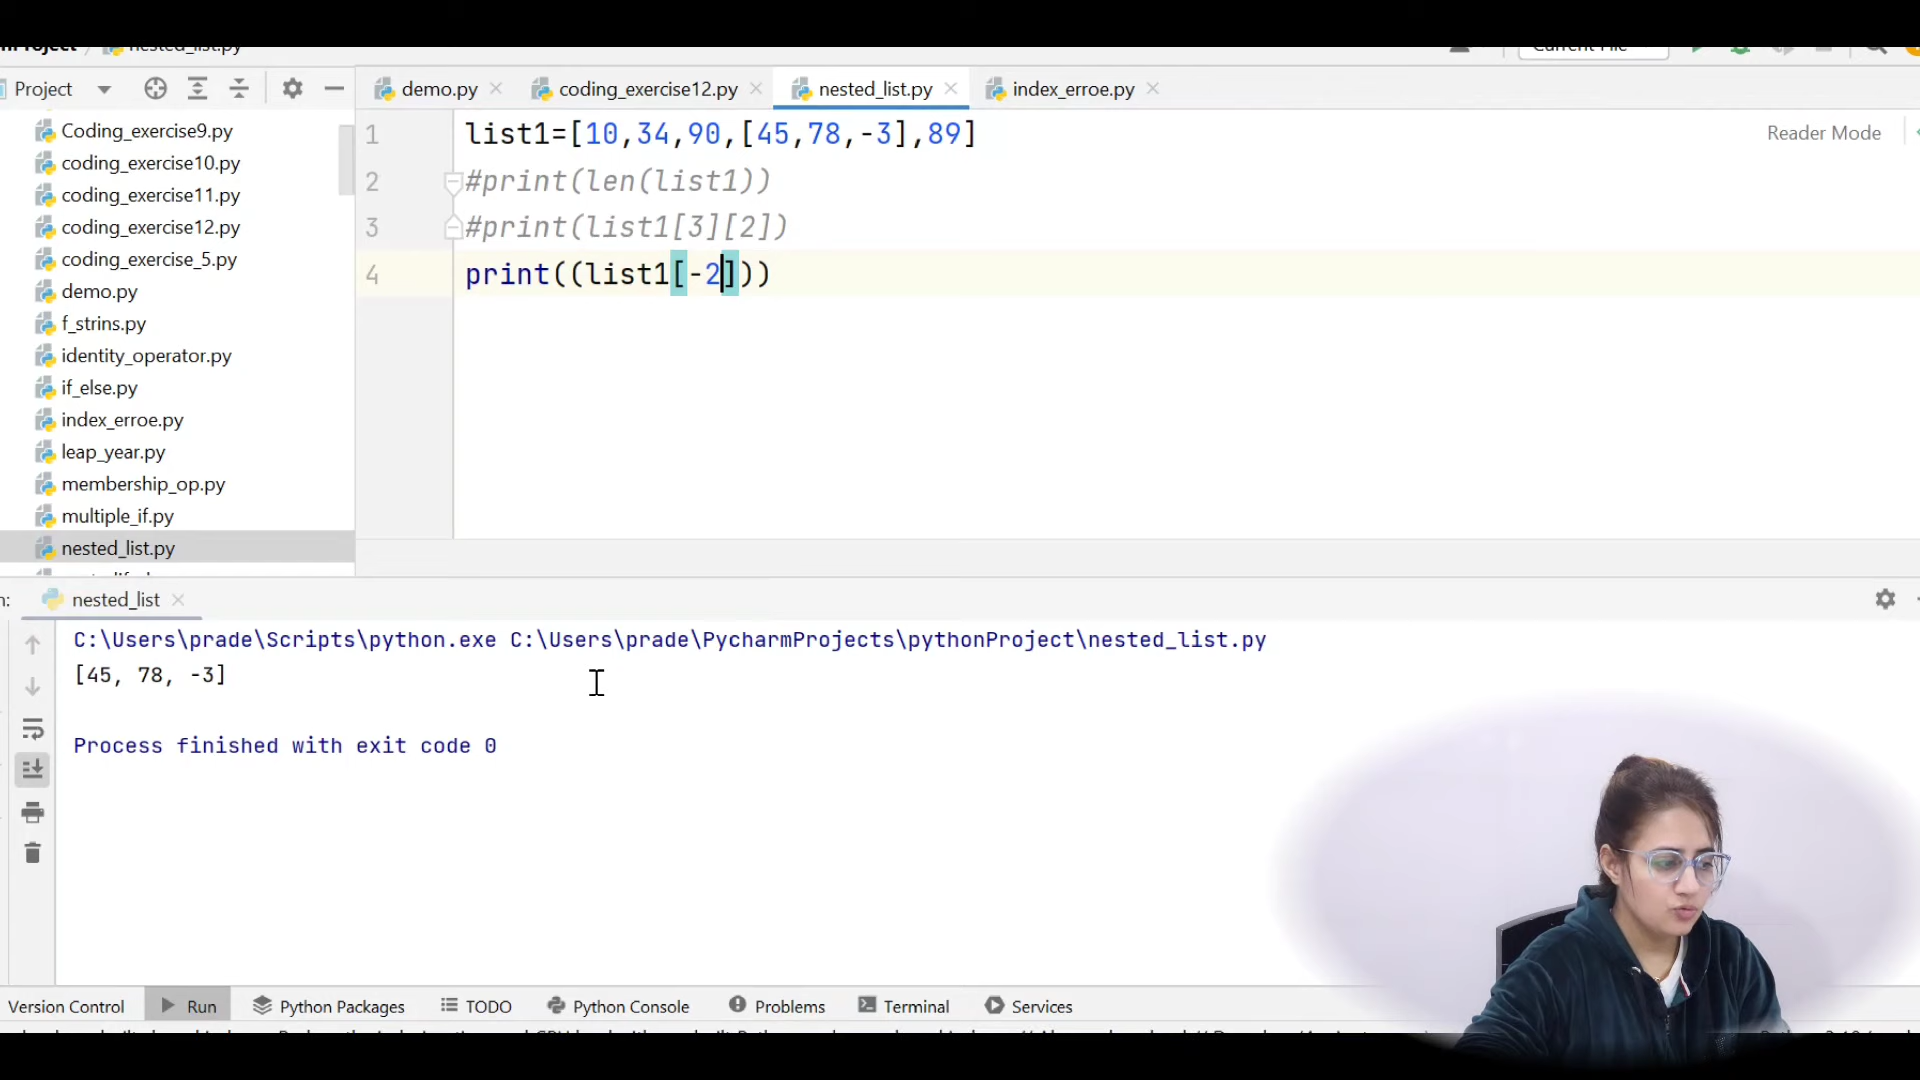 nested_list.py
Current File
Project
demo.py
coding_exercise12.py
nested_list.py
index_erroe.py
Coding_exercise9.py
coding_exercise10.py
coding_exercise11.py
coding_exercise12.py
coding_exercise_5.py
demo.py
f_strins.py
identity_operator.py
if_else.py
index_erroe.py
leap_year.py
membership_op.py
multiple_if.py
nested_list.py
Reader Mode
1 list1=[10,34,90,[45,78,-3],89]
2 #print(len(list1))
3 #print(list1[3][2])
4 print((list1[-2]))
nested_list
C:\Users\prade\Scripts\python.exe C:\Users\prade\PycharmProjects\pythonProject\nested_list.py
[45, 78, -3]
Process finished with exit code 0
Version Control Run Python Packages TODO Python Console Problems Terminal Services